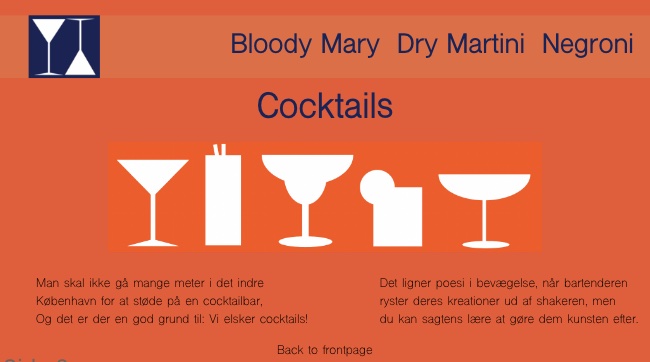 Bloody Mary Dry Martini Negroni
Cocktails
Man skal ikke gå mange meter i det indre
København for at støde på en cocktailbar,
Og det er der en god grund til: Vi elsker cocktails!
Det ligner poesi i bevægelse, når bartenderen
ryster deres kreationer ud af shakeren, men
du kan sagtens lære at gøre dem kunsten efter.
Back to frontpage